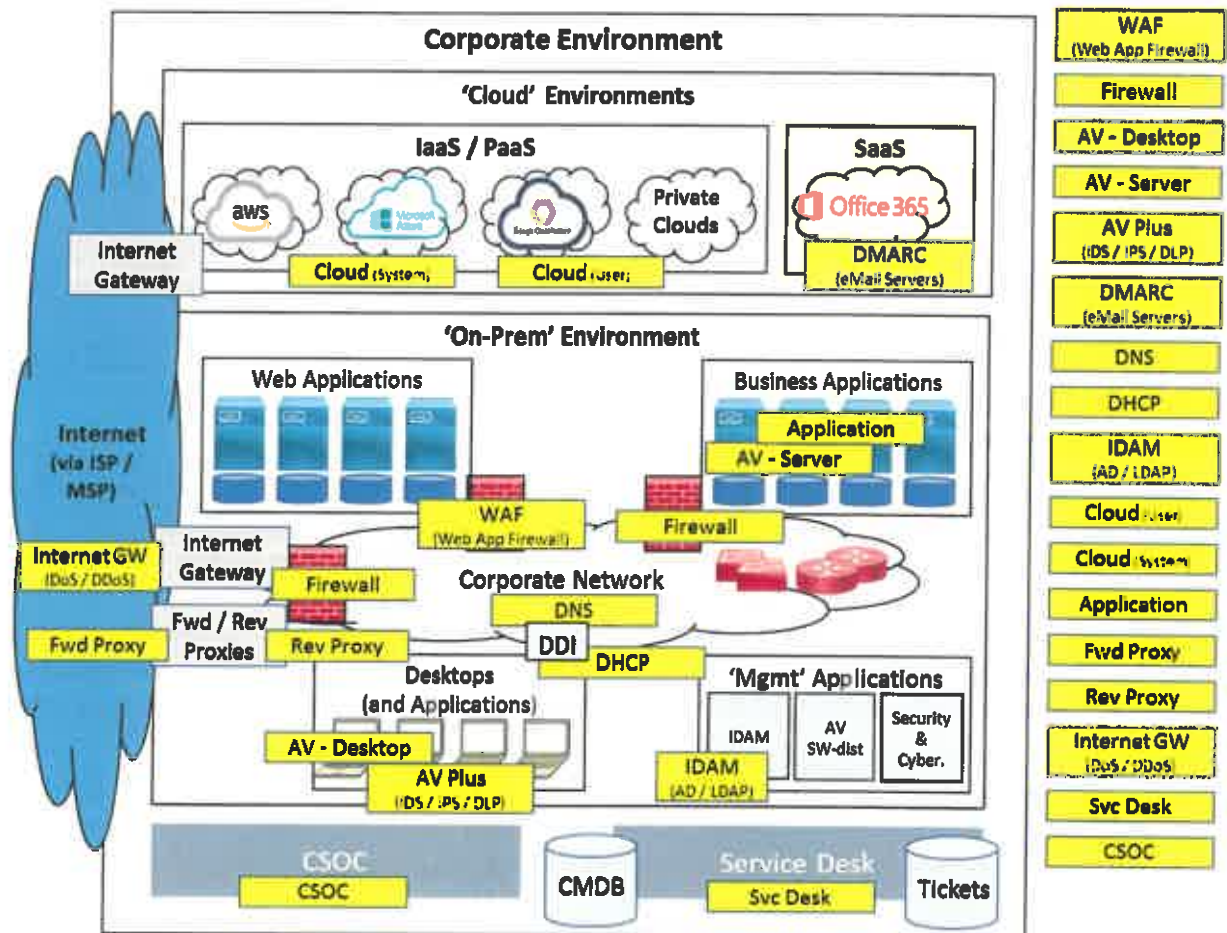 Corporate Environment
'Cloud' Environments
IaaS / PaaS
aws
Microsoft
Azure
Private
Clouds
SaaS
Office 365
Internet
Gateway
Cloud (System)
Cloud (User)
DMARC
(eMail Servers)
'On-Prem' Environment
Web Applications
Business Applications
Application
AV - Server
Internet
(via ISP /
MSP)
WAF
(Web App Firewall)
Firewall
Internet GW
(DoS / DDoS)
Internet
Gateway
Firewall
Corporate Network
DNS
Fwd Proxy
Fwd / Rev
Proxies
Rev Proxy
DDI
DHCP
Desktops
(and Applications)
AV - Desktop
AV Plus
(IDS / IPS / DLP)
'Mgmt' Applications
IDAM
AV
SW-dist
Security
&
Cyber.
IDAM
(AD / LDAP)
CSOC
CSOC
CMDB
Service Desk
Svc Desk
Tickets
WAF
(Web App Firewall)
Firewall
AV - Desktop
AV - Server
AV Plus
(IDS / IPS / DLP)
DMARC
(eMail Servers)
DNS
DHCP
IDAM
(AD / LDAP)
Cloud (User)
Cloud (System)
Application
Fwd Proxy
Rev Proxy
Internet GW
(DoS / DDoS)
Svc Desk
CSOC